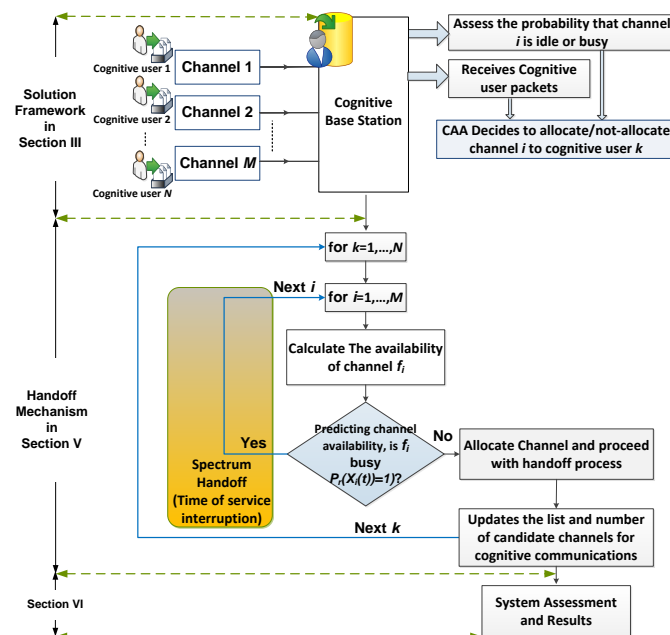 Solution
Framework
in
Section III
Cognitive user 1
Channel 1
Cognitive user 2
Channel 2
Cognitive user N
Channel M
Cognitive
Base Station
Assess the probability that channel
i is idle or busy
Receives Cognitive
user packets
CAA Decides to allocate/not-allocate
channel i to cognitive user k
Handoff
Mechanism
in
Section V
for k=1,...,N
Next i
for i=1,...,M
Calculate The availability
of channel fi
Predicting channel
availability, is fi
busy
Pr(Xi(t))=1)?
Yes
No
Spectrum
Handoff
(Time of service
interruption)
Allocate Channel and proceed
with handoff process
Next k
Updates the list and number
of candidate channels for
cognitive communications
Section VI
System Assessment
and Results